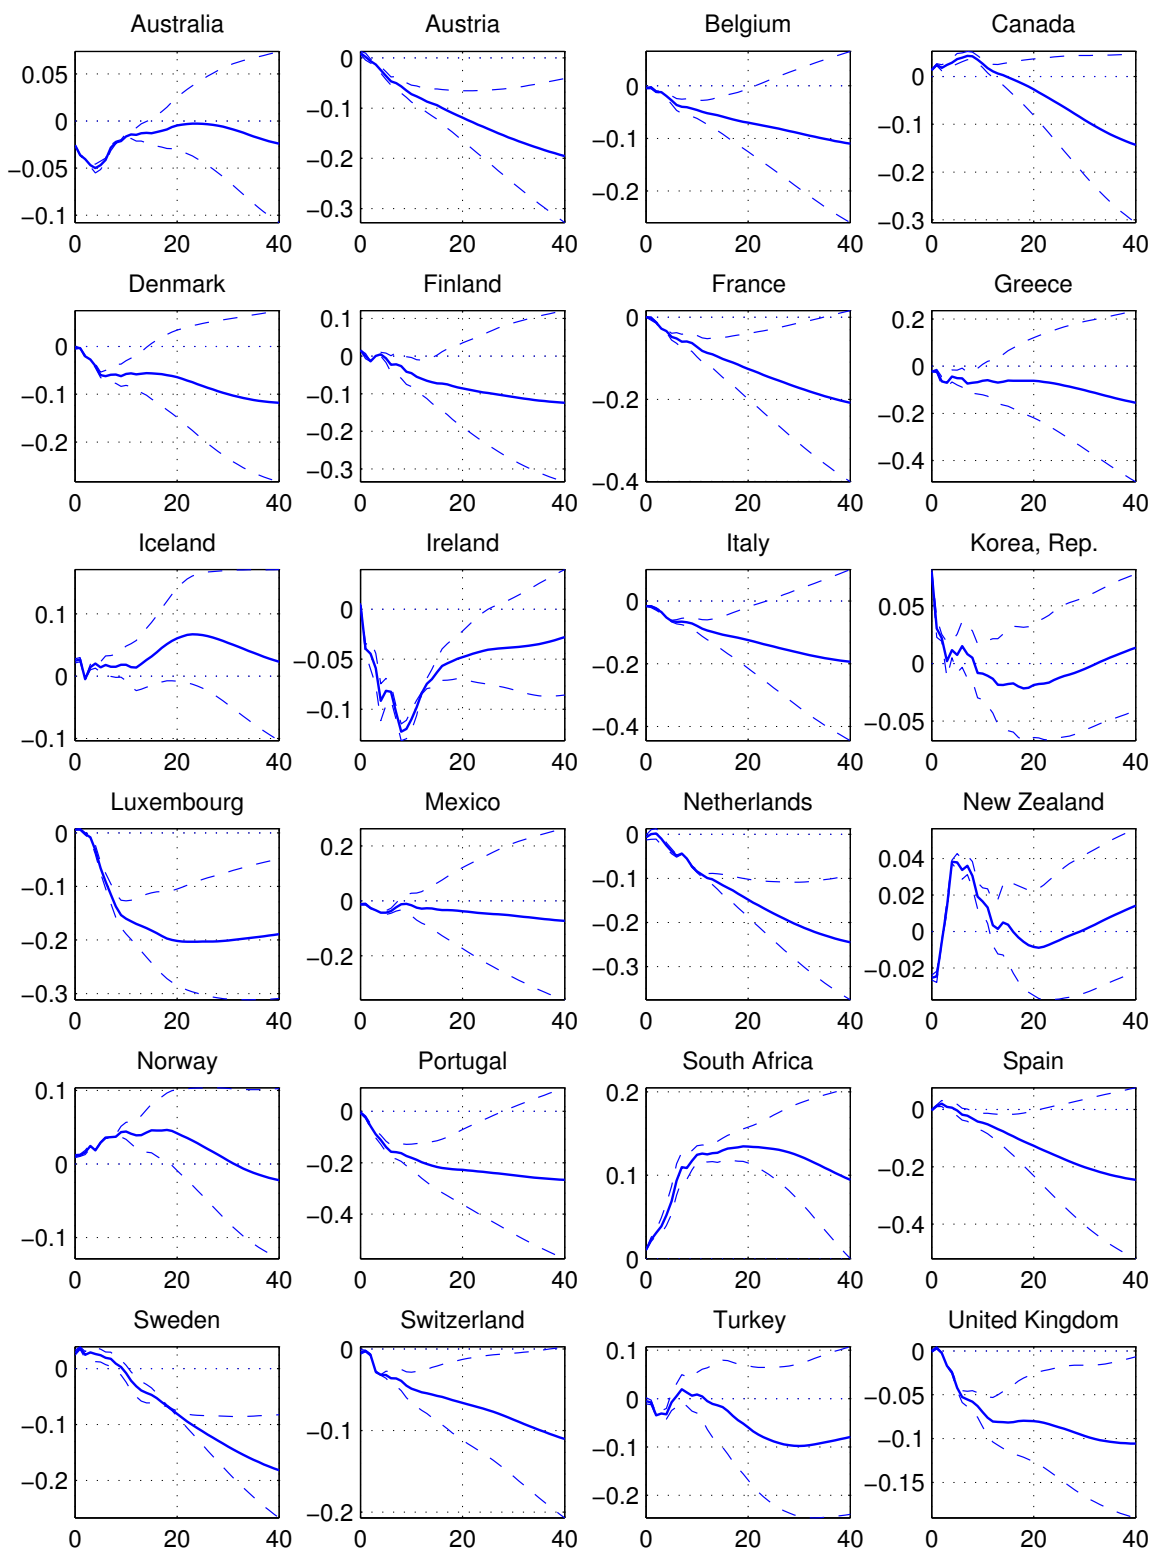 Australia Austria Belgium Canada
0.05 0 −0.05 −0.1 0 20 40
0 −0.1 −0.2 −0.3 0 20 40
0 −0.1 −0.2 0 20 40
0 −0.1 −0.2 −0.3 0 20 40
Denmark Finland France Greece
0 −0.1 −0.2 0 20 40
0.1 0 −0.1 −0.2 −0.3 0 20 40
0 −0.2 −0.4 0 20 40
0.2 0 −0.2 −0.4 0 20 40
Iceland Ireland Italy Korea, Rep.
0.1 0 −0.1 0 20 40
0 −0.05 −0.1 0 20 40
0 −0.2 −0.4 0 20 40
0.05 0 −0.05 0 20 40
Luxembourg Mexico Netherlands New Zealand
0 −0.1 −0.2 −0.3 0 20 40
0.2 0 −0.2 0 20 40
0 −0.1 −0.2 −0.3 0 20 40
0.04 0.02 0 −0.02 0 20 40
Norway Portugal South Africa Spain
0.1 0 −0.1 0 20 40
0 −0.2 −0.4 0 20 40
0.2 0.1 0 0 20 40
0 −0.2 −0.4 0 20 40
Sweden Switzerland Turkey United Kingdom
0 −0.1 −0.2 0 20 40
0 −0.1 −0.2 0 20 40
0.1 0 −0.1 −0.2 0 20 40
0 −0.05 −0.1 −0.15 0 20 40